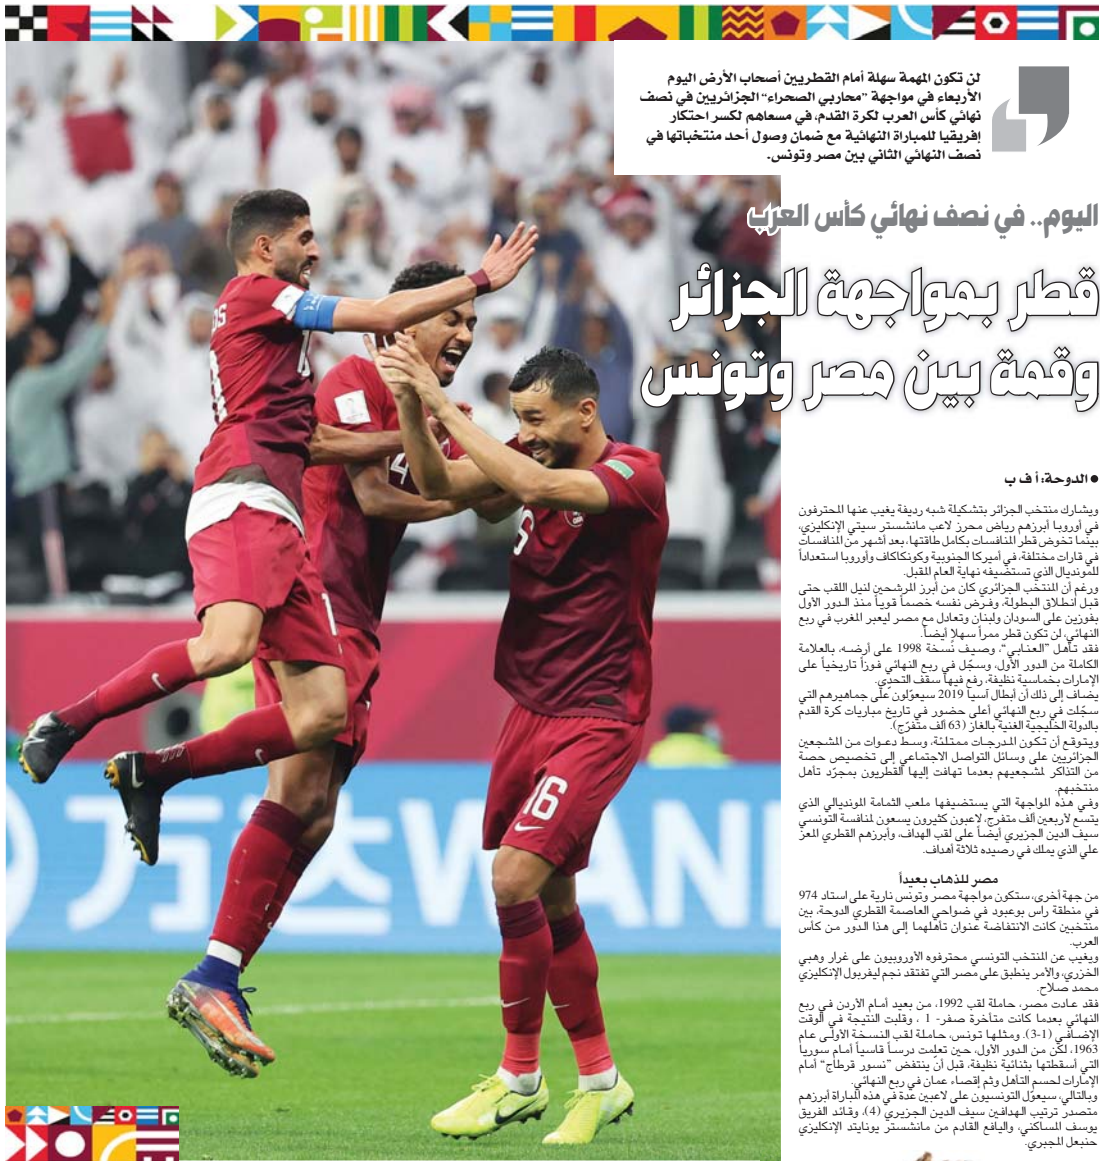 لن تكون المهمة سهلة أمام القطريين أصحاب الأرض اليوم
الأربعاء في مواجهة "محاربي الصحراء" الجزائريين في نصف
نهائي كأس العرب لكرة القدم، في مسعاهم لكسر احتكار
إفريقيا للمباراة النهائية مع ضمان وصول أحد منتخباتها في
نصف النهائي الثاني بين مصر وتونس.
اليوم.. في نصف نهائي كأس العرب
قطر بمواجهة الجزائر
وقمة بين مصر وتونس
● الدوحة: أ ف ب
ويشارك منتخب الجزائر بتشكيلة شبه رديفة يغيب عنها المحترفون
في أوروبا أبرزهم رياض محرز لاعب مانشستر سيتي الإنكليزي،
بينما تخوض قطر المنافسات بكامل طاقتها، بعد أشهر من المنافسات
في قارات مختلفة، في أميركا الجنوبية وكونكاكاف وأوروبا استعداداً
للمونديال الذي تستضيفه نهاية العام المقبل.
ورغم أن المنتخب الجزائري كان من أبرز المرشحين لنيل اللقب حتى
قبل انطلاق البطولة، وفرض نفسه خصماً قوياً منذ الدور الأول
بفوزين على السودان ولبنان وتعادل مع مصر ليعبر المغرب في ربع
النهائي، لن تكون قطر ممراً سهلاً أيضاً.
فقد تأهل "العنابي"، وصيف نسخة 1998 على أرضه، بالعلامة
الكاملة من الدور الأول، وسجّل في ربع النهائي فوزاً تاريخياً على
الإمارات بخماسية نظيفة، رفع فيها سقف التحدي.
يضاف إلى ذلك أن أبطال آسيا 2019 سيعوّلون على جماهيرهم التي
سجّلت في ربع النهائي أعلى حضور في تاريخ مباريات كرة القدم
بالدولة الخليجية الغنية بالغاز (63 ألف متفرّج).
ويتوقع أن تكون المدرجات ممتلئة، وسط دعوات من المشجعين
الجزائريين على وسائل التواصل الاجتماعي إلى تخصيص حصة
من التذاكر لمشجعيهم بعدما تهافت إليها القطريون بمجرّد تأهل
منتخبهم.
وفي هذه المواجهة التي يستضيفها ملعب الثمامة المونديالي الذي
يتسع لأربعين ألف متفرج، لاعبون كثيرون يسعون لمنافسة التونسي
سيف الدين الجزيري أيضاً على لقب الهداف، وأبرزهم القطري المعزّ
علي الذي يملك في رصيده ثلاثة أهداف.
مصر للذهاب بعيداً
من جهة أخرى، ستكون مواجهة مصر وتونس نارية على استاد 974
في منطقة راس بوعبود في ضواحي العاصمة القطري الدوحة، بين
منتخبين كانت الانتفاضة عنوان تأهلهما إلى هذا الدور من كأس
العرب.
ويغيب عن المنتخب التونسي محترفوه الأوروبيون على غرار وهبي
الخزري، والأمر ينطبق على مصر التي تفتقد نجم ليفربول الإنكليزي
محمد صلاح.
فقد عادت مصر، حاملة لقب 1992، من بعيد أمام الأردن في ربع
النهائي بعدما كانت متأخرة صفر- 1 ، وقلبت النتيجة في الوقت
الإضافي (1-3). ومثلها تونس، حاملة لقب النسخة الأولى عام
1963، لكن من الدور الأول، حين تعلمت درساً قاسياً أمام سوريا
التي أسقطتها بثنائية نظيفة، قبل أن ينتفض "نسور قرطاج" أمام
الإمارات لحسم التأهل وثم إقصاء عمان في ربع النهائي.
وبالتالي، سيعوّل التونسيون على لاعبين عدة في هذه المباراة أبرزهم
متصدر ترتيب الهدافين سيف الدين الجزيري (4)، وقائد الفريق
يوسف المساكني، واليافع القادم من مانشستر يونايتد الإنكليزي
حنبعل المجبري.
4
16
万达WAND